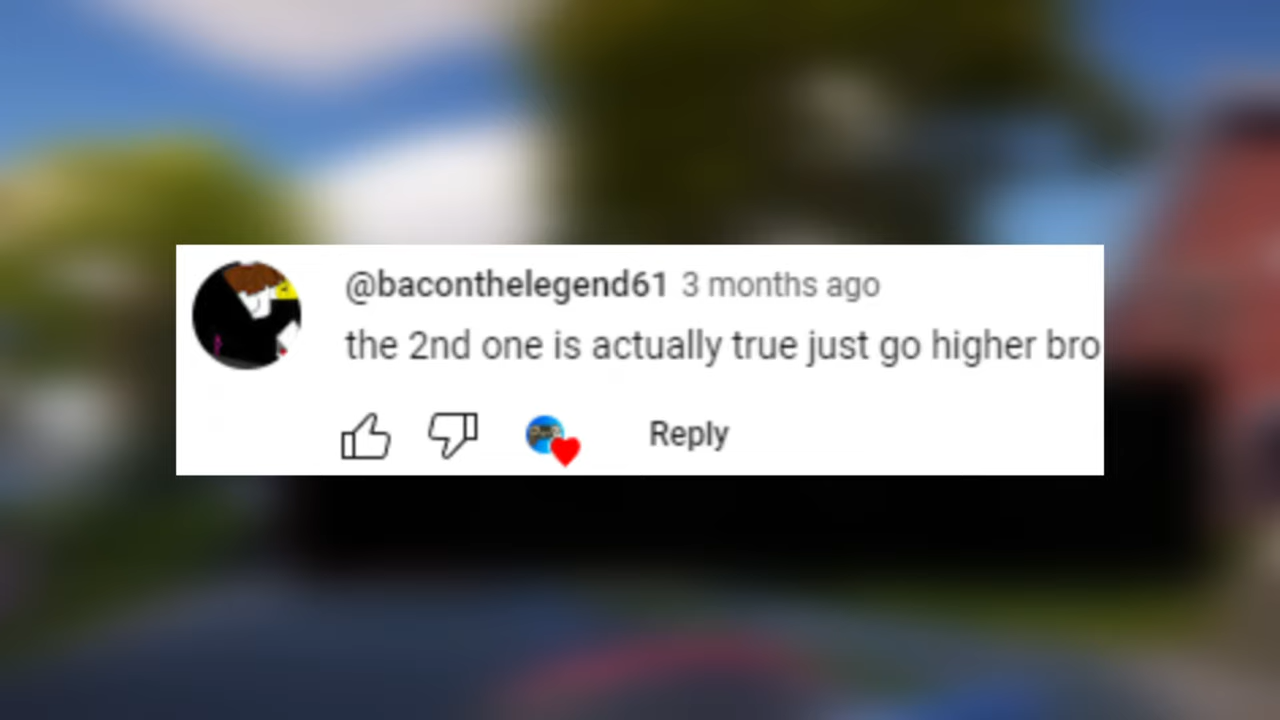 @baconthelegend61 3 months ago
the 2nd one is actually true just go higher bro
Reply